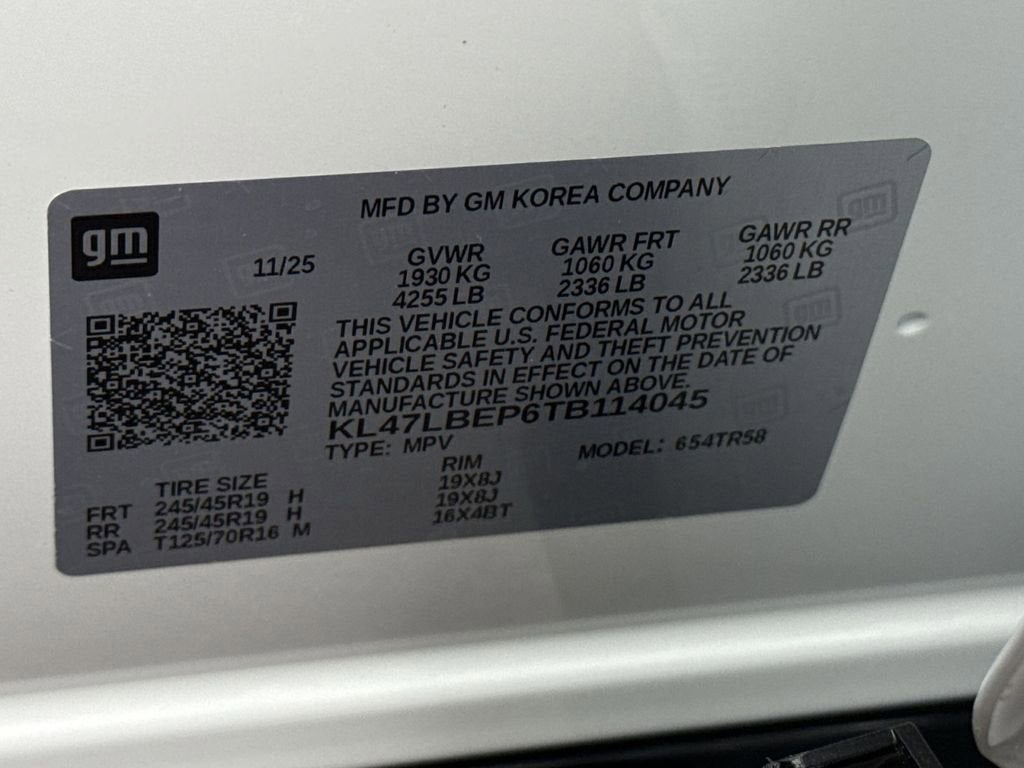 MFD BY GM KOREA COMPANY
gm
11/25
GVWR
1930 KG
4255 LB
GAWR FRT
1060 KG
2336 LB
GAWR RR
1060 KG
2336 LB
THIS VEHICLE CONFORMS TO ALL
APPLICABLE U.S. FEDERAL MOTOR
VEHICLE SAFETY AND THEFT PREVENTION
STANDARDS IN EFFECT ON THE DATE OF
MANUFACTURE SHOWN ABOVE.
KL47LBEP6TB114045
TYPE: MPV
MODEL: 654TR58
TIRE SIZE RIM
FRT 245/45R19 H 19X8J
RR 245/45R19 H 19X8J
SPA T125/70R16 M 16X4BT